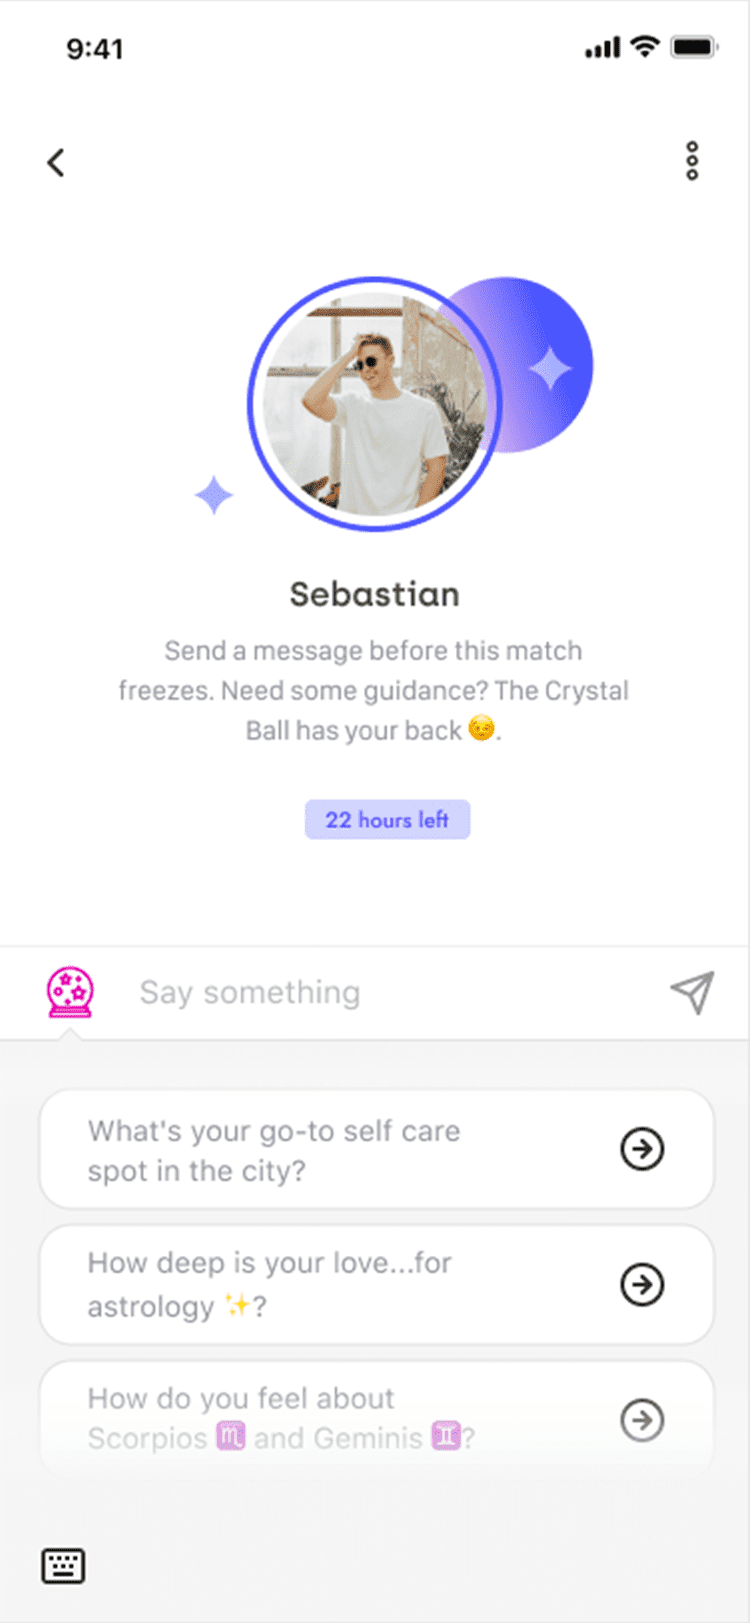 9:41
Sebastian
Send a message before this match
freezes. Need some guidance? The Crystal
Ball has your back 😉.
22 hours left
Say something
What's your go-to self care
spot in the city?
How deep is your love...for
astrology ✨?
How do you feel about
Scorpios ♏ and Geminis ♊?